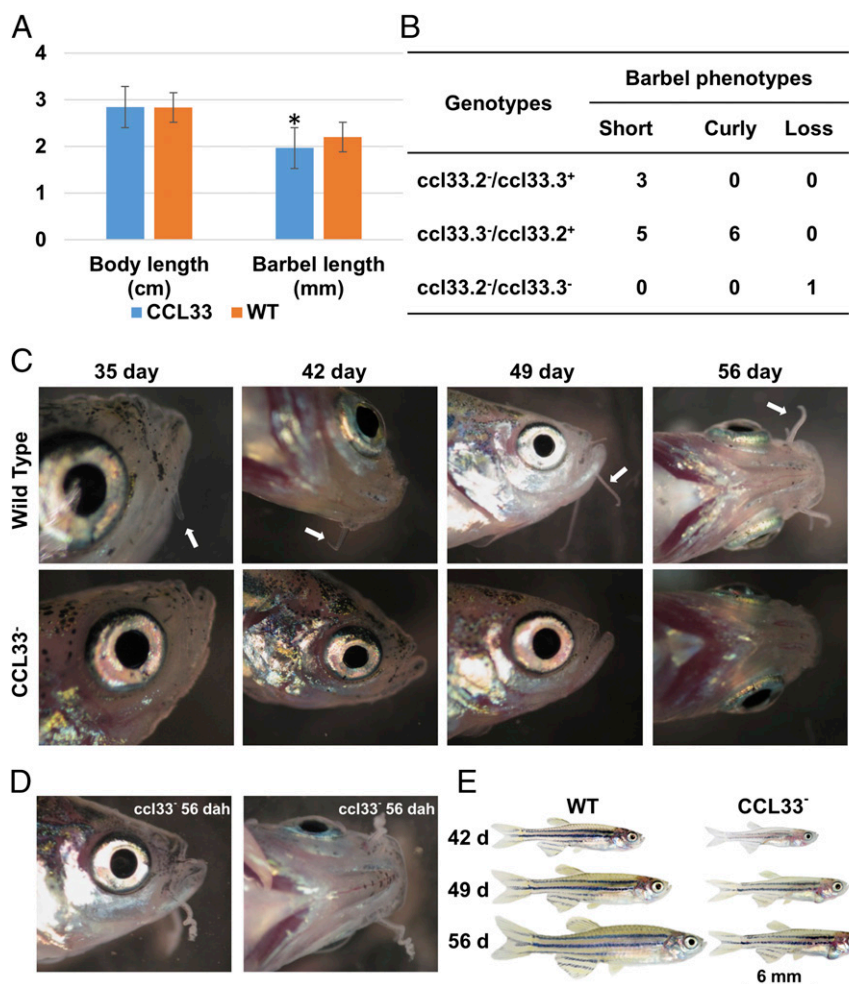 A
4
3
2
1
0
*
Body length (cm)
Barbel length (mm)
CCL33 WT
B
Genotypes Barbel phenotypes
Short Curly Loss
ccl33.2⁻/ccl33.3⁺ 3 0 0
ccl33.3⁻/ccl33.2⁺ 5 6 0
ccl33.2⁻/ccl33.3⁻ 0 0 1
C
35 day 42 day 49 day 56 day
Wild Type
CCL33⁻
D
ccl33⁻ 56 dah ccl33⁻ 56 dah
E
WT CCL33⁻
42 d
49 d
56 d
6 mm